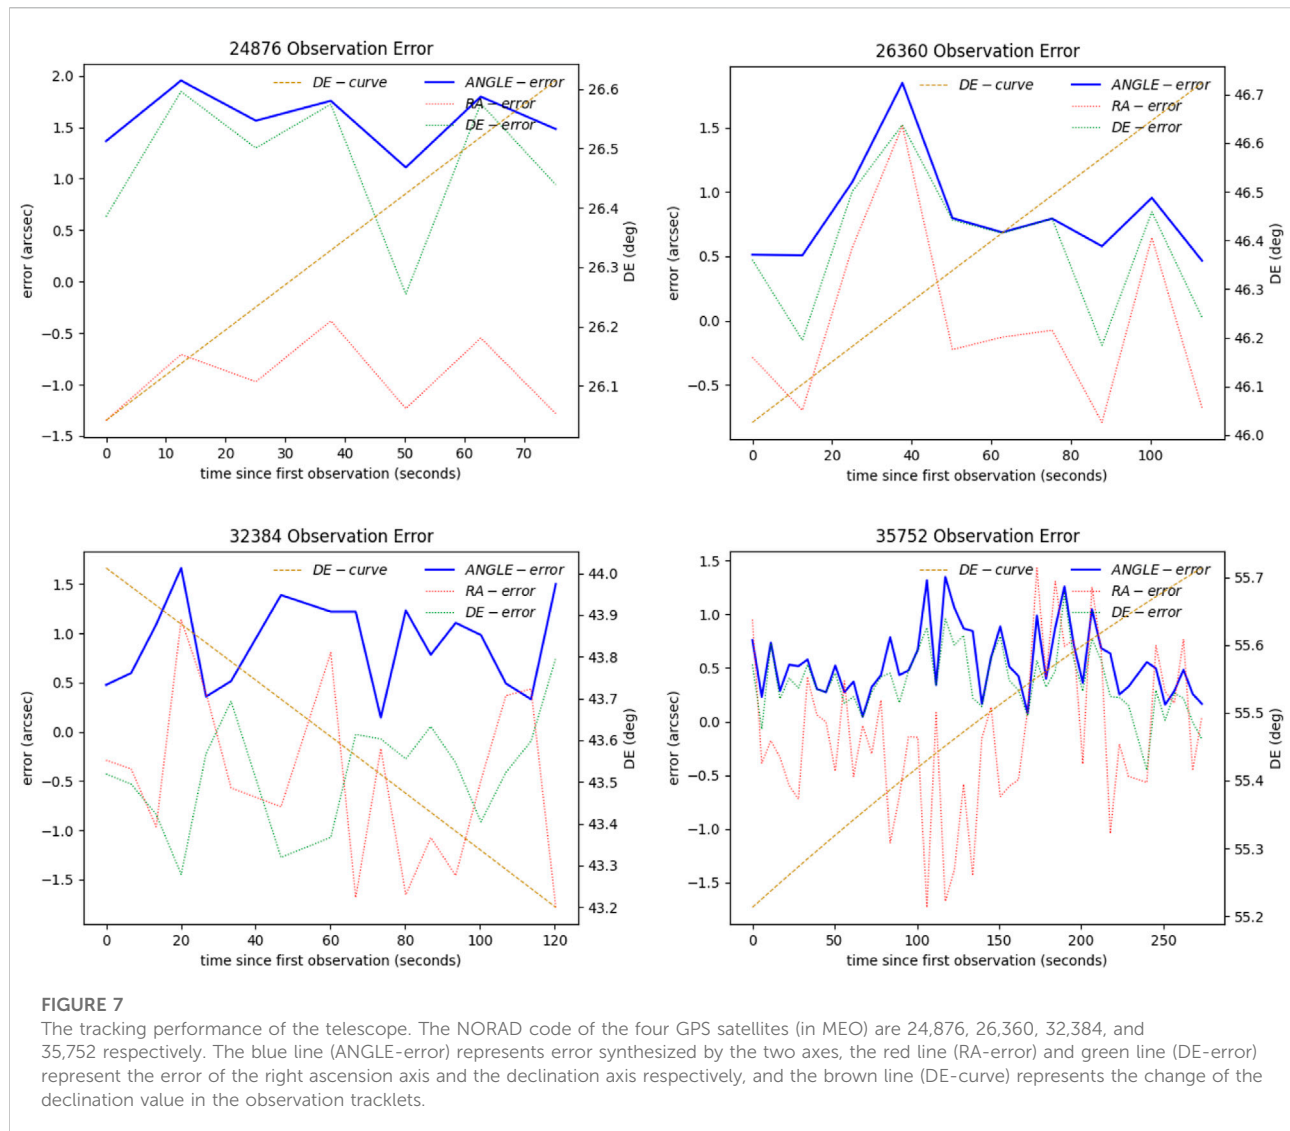 24876 Observation Error
DE – curve
ANGLE – error
RA – error
DE – error
2.0
1.5
1.0
0.5
0.0
−0.5
−1.0
−1.5
error (arcsec)
26.6
26.5
26.4
26.3
26.2
26.1
DE (deg)
0 10 20 30 40 50 60 70
time since first observation (seconds)
26360 Observation Error
DE – curve
ANGLE – error
RA – error
DE – error
1.5
1.0
0.5
0.0
−0.5
error (arcsec)
46.7
46.6
46.5
46.4
46.3
46.2
46.1
46.0
DE (deg)
0 20 40 60 80 100
time since first observation (seconds)
32384 Observation Error
DE – curve
ANGLE – error
RA – error
DE – error
1.5
1.0
0.5
0.0
−0.5
−1.0
−1.5
error (arcsec)
44.0
43.9
43.8
43.7
43.6
43.5
43.4
43.3
43.2
DE (deg)
0 20 40 60 80 100 120
time since first observation (seconds)
35752 Observation Error
DE – curve
ANGLE – error
RA – error
DE – error
1.5
1.0
0.5
0.0
−0.5
−1.0
−1.5
error (arcsec)
55.7
55.6
55.5
55.4
55.3
55.2
DE (deg)
0 50 100 150 200 250
time since first observation (seconds)
FIGURE 7
The tracking performance of the telescope. The NORAD code of the four GPS satellites (in MEO) are 24,876, 26,360, 32,384, and
35,752 respectively. The blue line (ANGLE-error) represents error synthesized by the two axes, the red line (RA-error) and green line (DE-error)
represent the error of the right ascension axis and the declination axis respectively, and the brown line (DE-curve) represents the change of the
declination value in the observation tracklets.